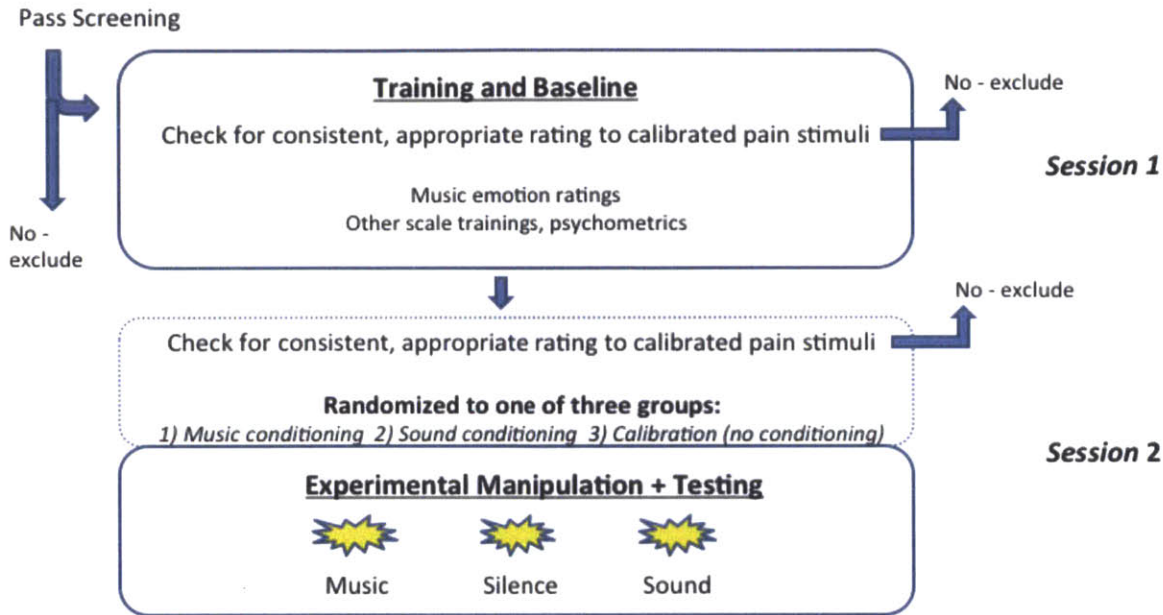 Pass Screening
Training and Baseline
No - exclude
Check for consistent, appropriate rating to calibrated pain stimuli
Session 1
Music emotion ratings
Other scale trainings, psychometrics
No -
exclude
No - exclude
Check for consistent, appropriate rating to calibrated pain stimuli
Randomized to one of three groups:
1) Music conditioning 2) Sound conditioning 3) Calibration (no conditioning)
Session 2
Experimental Manipulation + Testing
Music Silence Sound